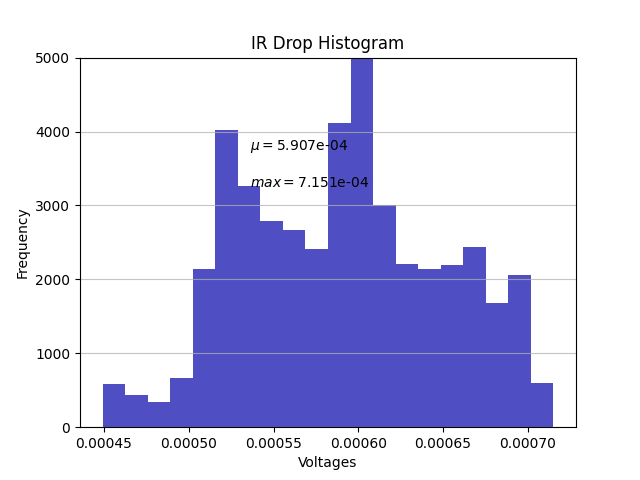 IR Drop Histogram
5000
4000
3000
2000
1000
0
Frequency
μ = 5.907e-04
max = 7.151e-04
0.00045 0.00050 0.00055 0.00060 0.00065 0.00070
Voltages